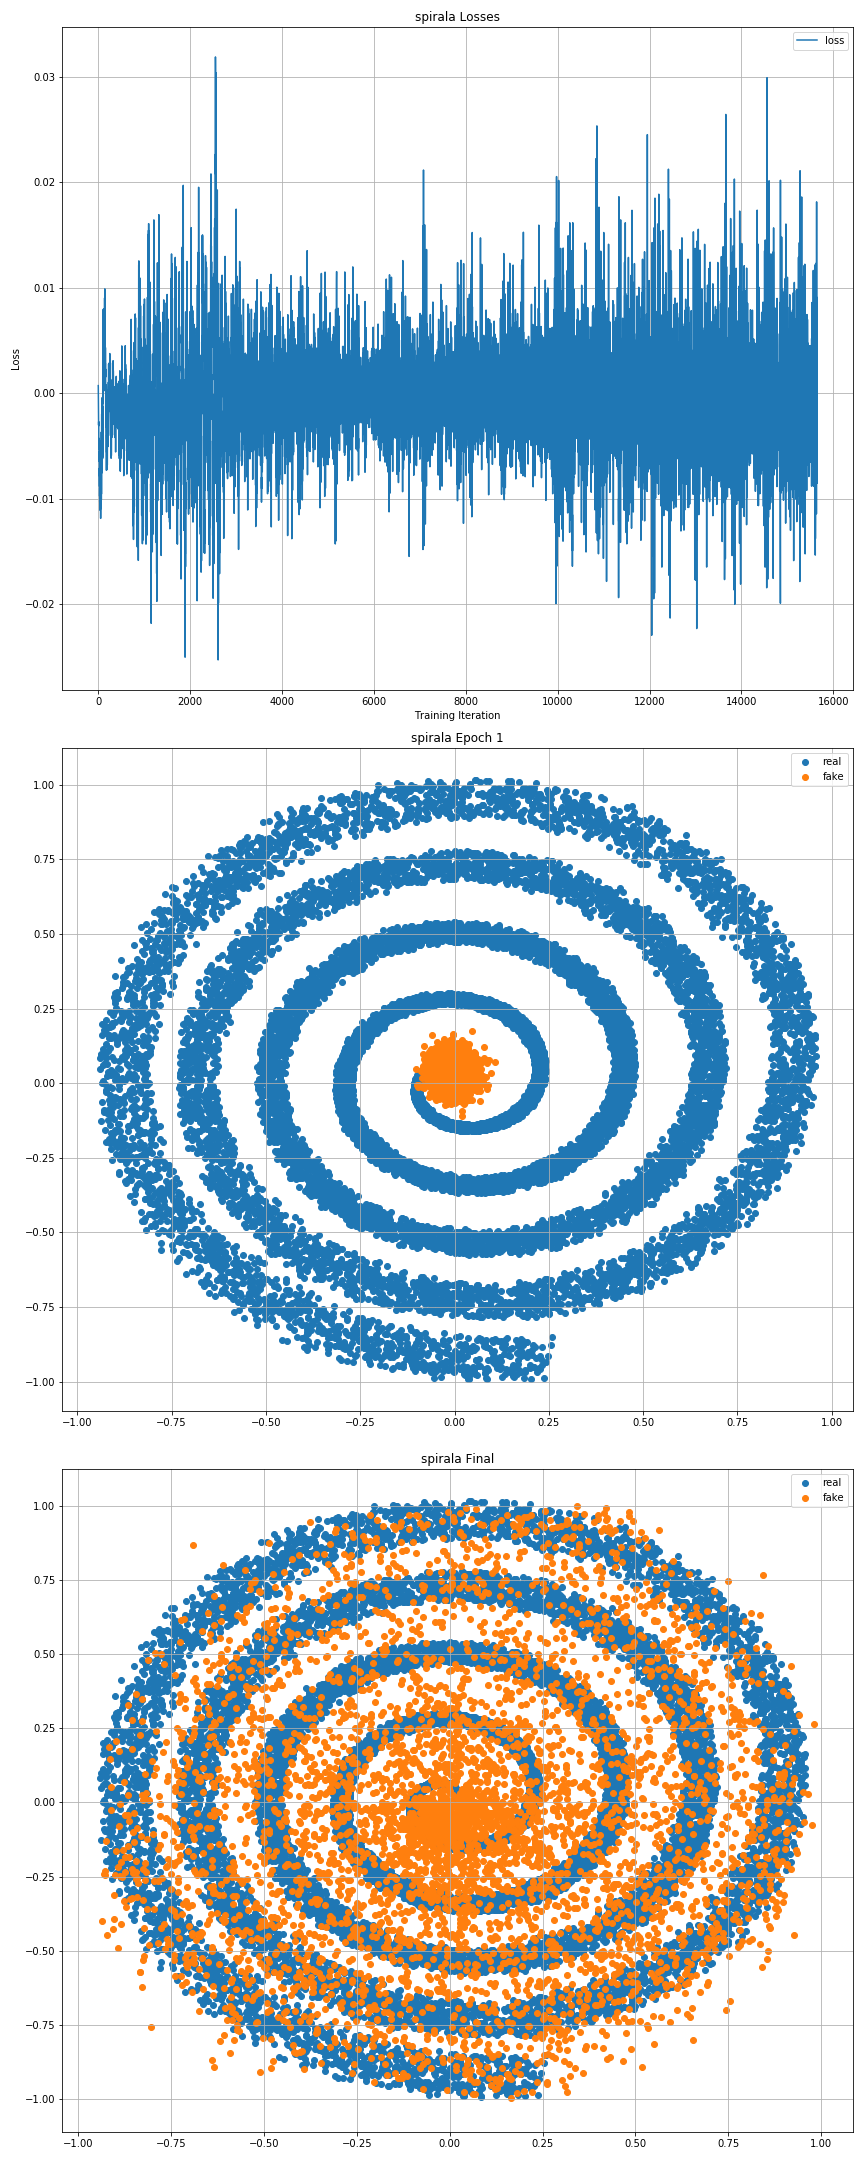 spirala Losses
loss
0.03
0.02
0.01
0.00
−0.01
−0.02
Loss
0 2000 4000 6000 8000 10000 12000 14000 16000
Training Iteration
spirala Epoch 1
real
fake
1.00
0.75
0.50
0.25
0.00
−0.25
−0.50
−0.75
−1.00
−1.00 −0.75 −0.50 −0.25 0.00 0.25 0.50 0.75 1.00
spirala Final
real
fake
1.00
0.75
0.50
0.25
0.00
−0.25
−0.50
−0.75
−1.00
−1.00 −0.75 −0.50 −0.25 0.00 0.25 0.50 0.75 1.00